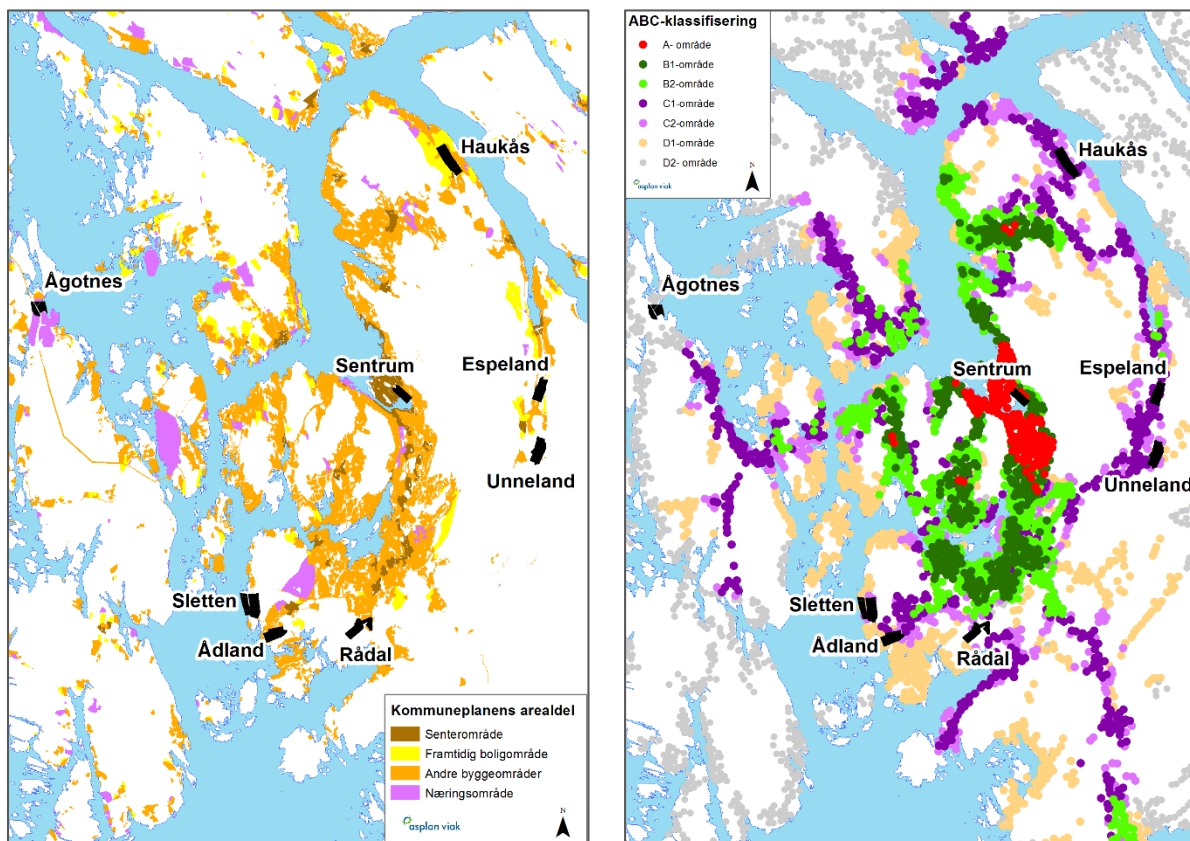 Haukås
Ågotnes
Sentrum
Espeland
Unneland
Sletten
Ådland
Rådal
Kommuneplanens arealdel
Senterområde
Framtidig boligområde
Andre byggeområder
Næringsområde
asplan viak
N
ABC-klassifisering
A- område
B1-område
B2-område
C1-område
C2-område
D1-område
D2- område
asplan viak
N
Haukås
Ågotnes
Sentrum
Espeland
Unneland
Sletten
Ådland
Rådal